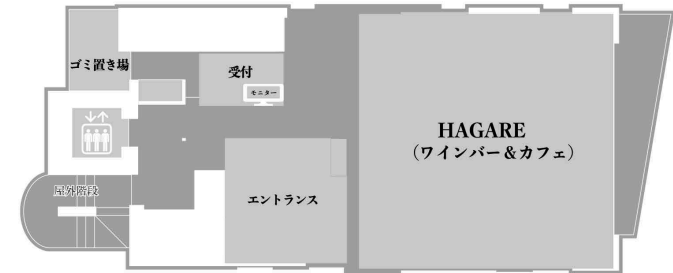 ゴミ置き場
受付
モニター
HAGARE
（ワインバー＆カフェ）
屋外階段
エントランス